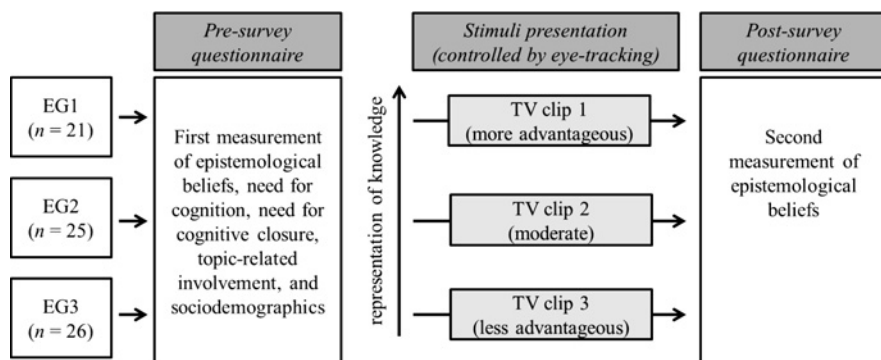 Pre-survey
questionnaire
Stimuli presentation
(controlled by eye-tracking)
Post-survey
questionnaire
EG1
(n = 21)
EG2
(n = 25)
EG3
(n = 26)
First measurement
of epistemological
beliefs, need for
cognition, need for
cognitive closure,
topic-related
involvement, and
sociodemographics
representation of knowledge
TV clip 1
(more advantageous)
TV clip 2
(moderate)
TV clip 3
(less advantageous)
Second
measurement of
epistemological
beliefs